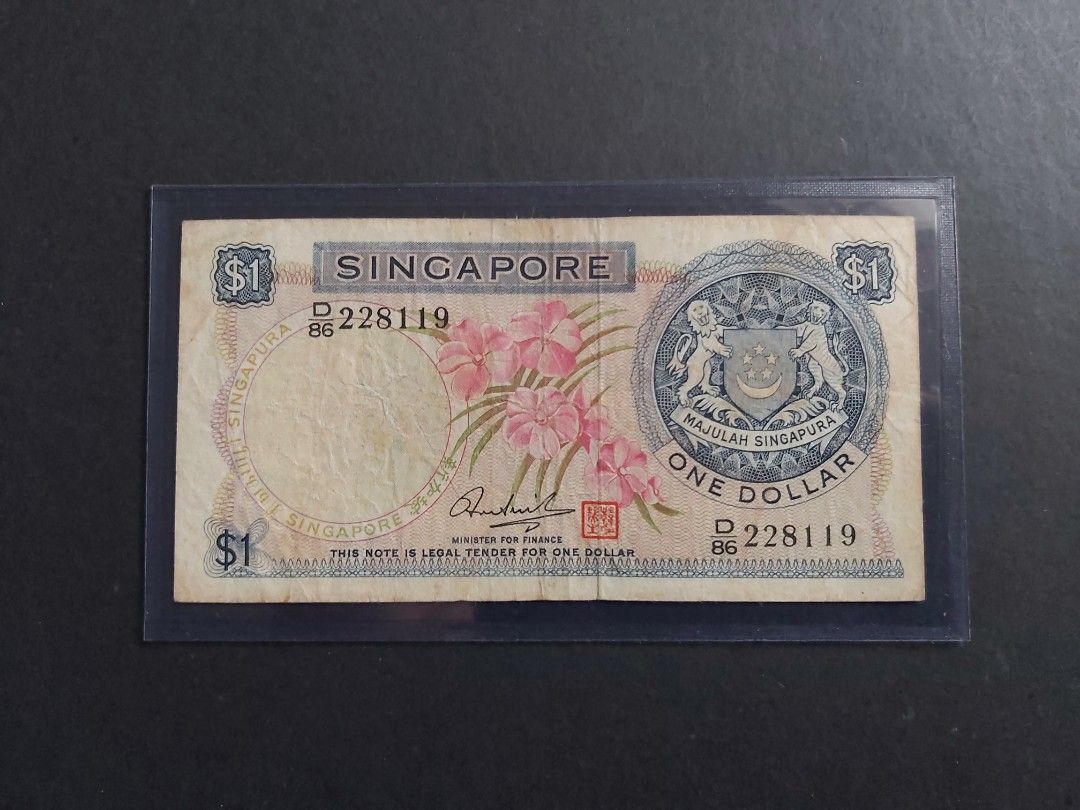 $1
SINGAPORE
$1
D/86 228119
SINGAPURA
SINGAPORE
MAJULAH SINGAPURA
ONE DOLLAR
MINISTER FOR FINANCE
THIS NOTE IS LEGAL TENDER FOR ONE DOLLAR
D/86 228119
$1